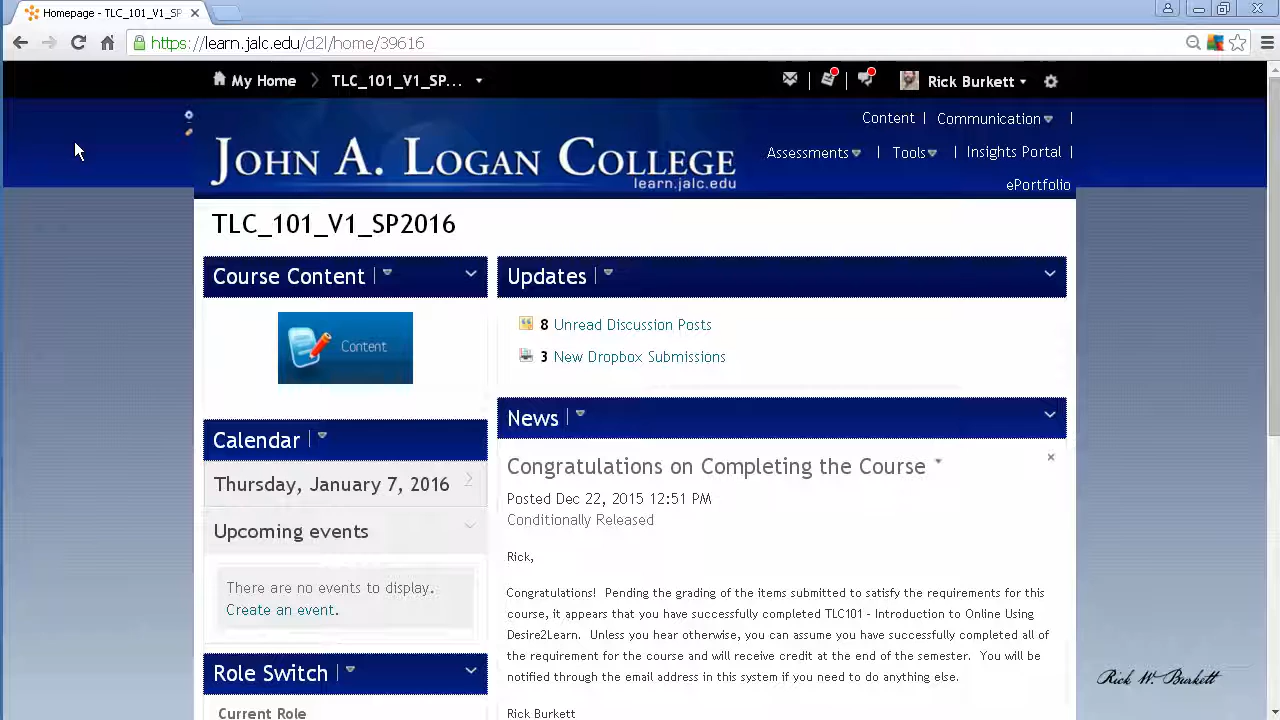 Homepage - TLC_101_V1_SP
https://learn.jalc.edu/d2l/home/39616
My Home TLC_101_V1_SP... Rick Burkett
Content | Communication |
JOHN A. LOGAN COLLEGE
learn.jalc.edu
Assessments | Tools | Insights Portal |
ePortfolio
TLC_101_V1_SP2016
Course Content
Content
Calendar
Thursday, January 7, 2016
Upcoming events
There are no events to display.
Create an event.
Role Switch
Current Role
Updates
8 Unread Discussion Posts
3 New Dropbox Submissions
News
Congratulations on Completing the Course
Posted Dec 22, 2015 12:51 PM
Conditionally Released
Rick,
Congratulations! Pending the grading of the items submitted to satisfy the requirements for this
course, it appears that you have successfully completed TLC101 - Introduction to Online Using
Desire2Learn. Unless you hear otherwise, you can assume you have successfully completed all of
the requirement for the course and will receive credit at the end of the semester. You will be
notified through the email address in this system if you need to do anything else.
Rick Burkett
Rick W. Burkett